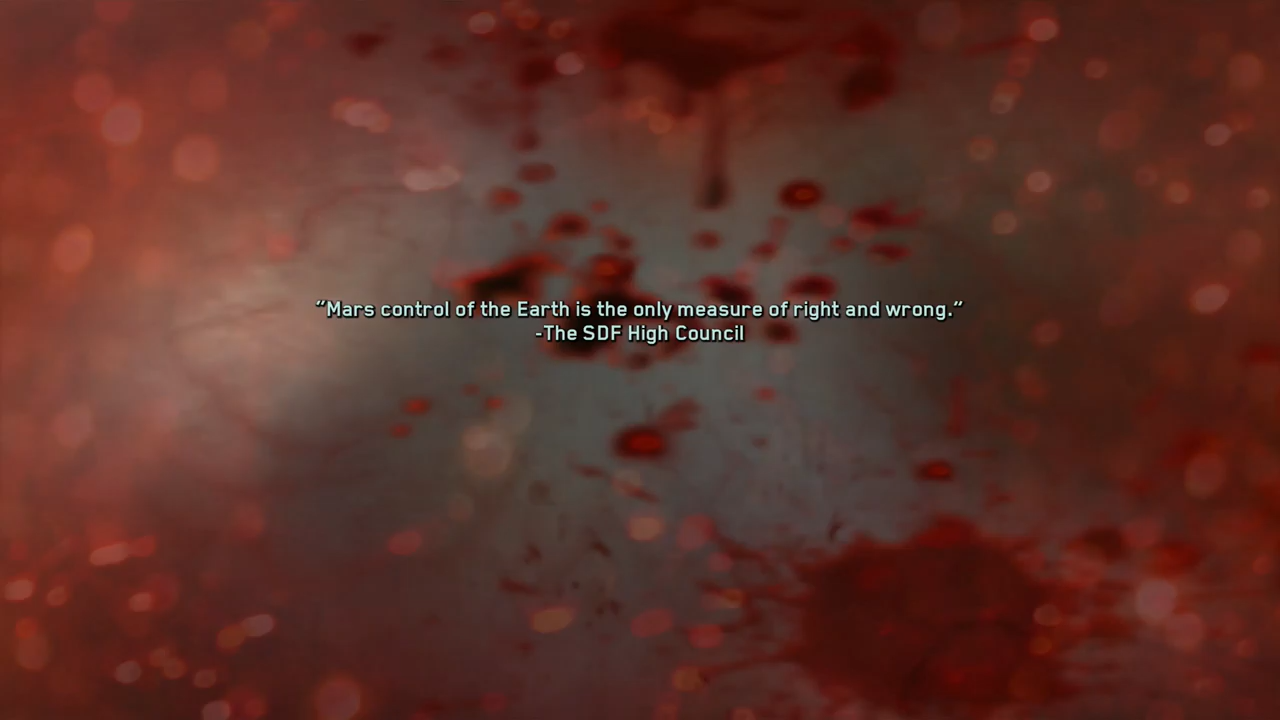 “Mars control of the Earth is the only measure of right and wrong.”
-The SDF High Council